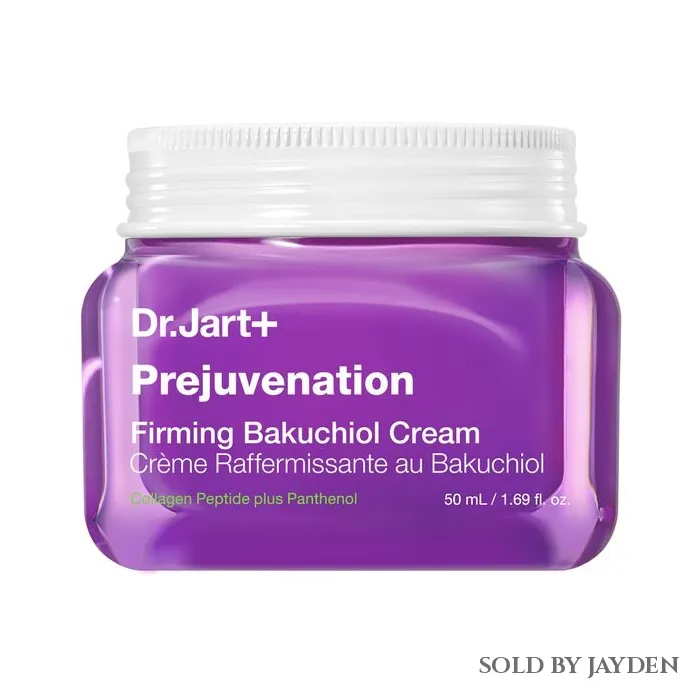 Dr.Jart+
Prejuvenation
Firming Bakuchiol Cream
Crème Raffermissante au Bakuchiol
Collagen Peptide plus Panthenol 50 mL / 1.69 fl. oz.
SOLD BY JAYDEN